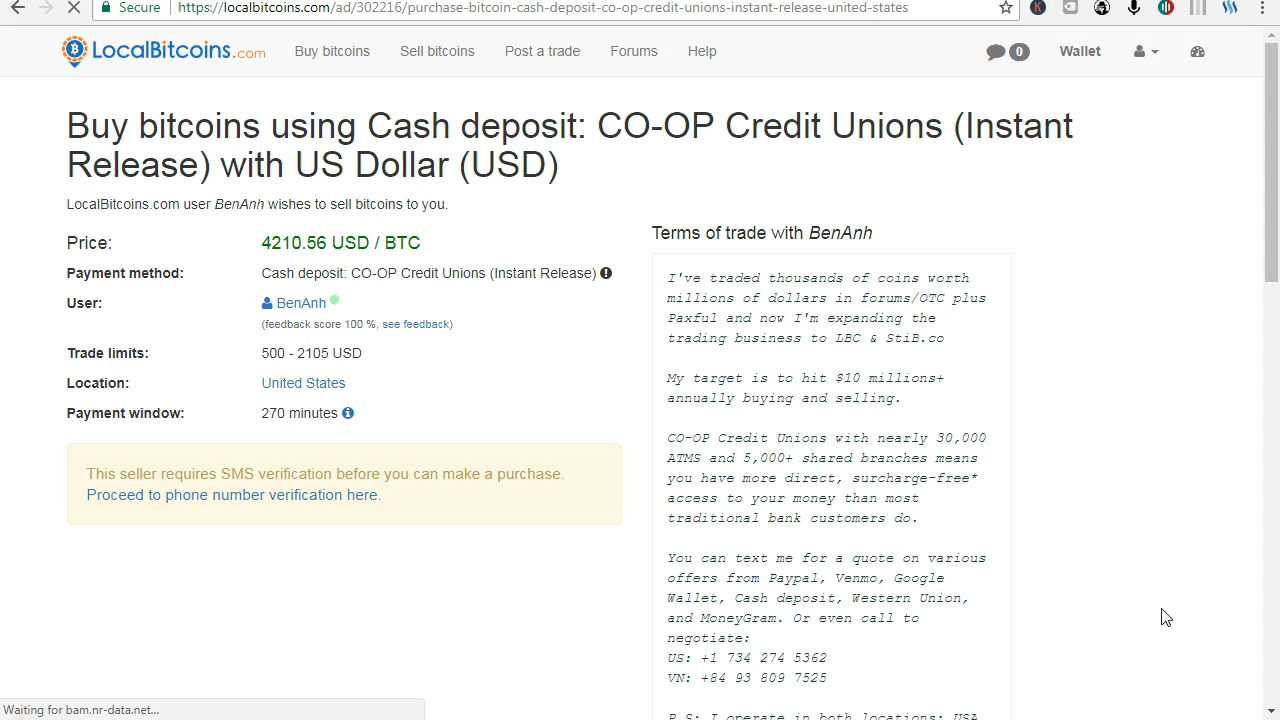 Secure https://localbitcoins.com/ad/302216/purchase-bitcoin-cash-deposit-co-op-credit-unions-instant-release-united-states
LocalBitcoins.com Buy bitcoins Sell bitcoins Post a trade Forums Help 0 Wallet
Buy bitcoins using Cash deposit: CO-OP Credit Unions (Instant
Release) with US Dollar (USD)
LocalBitcoins.com user BenAnh wishes to sell bitcoins to you.
Price: 4210.56 USD / BTC
Payment method: Cash deposit: CO-OP Credit Unions (Instant Release)
User: BenAnh
(feedback score 100 %, see feedback)
Trade limits: 500 - 2105 USD
Location: United States
Payment window: 270 minutes
This seller requires SMS verification before you can make a purchase.
Proceed to phone number verification here.
Terms of trade with BenAnh
I've traded thousands of coins worth
millions of dollars in forums/OTC plus
Paxful and now I'm expanding the
trading business to LBC & StiB.co
My target is to hit $10 millions+
annually buying and selling.
CO-OP Credit Unions with nearly 30,000
ATMS and 5,000+ shared branches means
you have more direct, surcharge-free*
access to your money than most
traditional bank customers do.
You can text me for a quote on various
offers from Paypal, Venmo, Google
Wallet, Cash deposit, Western Union,
and MoneyGram. Or even call to
negotiate:
US: +1 734 274 5362
VN: +84 93 809 7525
P.S: I operate in both locations: USA
Waiting for bam.nr-data.net...